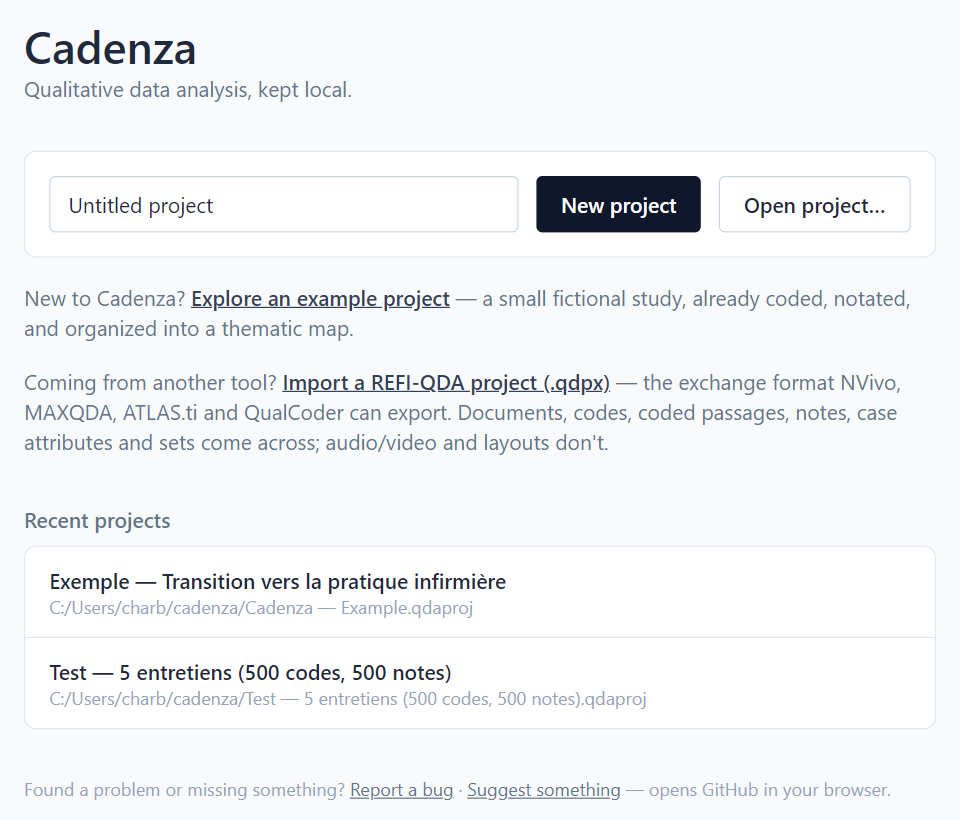 Cadenza
Qualitative data analysis, kept local.
Untitled project
New project
Open project...
New to Cadenza? Explore an example project — a small fictional study, already coded, notated,
and organized into a thematic map.
Coming from another tool? Import a REFI-QDA project (.qdpx) — the exchange format NVivo,
MAXQDA, ATLAS.ti and QualCoder can export. Documents, codes, coded passages, notes, case
attributes and sets come across; audio/video and layouts don't.
Recent projects
Exemple — Transition vers la pratique infirmière
C:/Users/charb/cadenza/Cadenza — Example.qdaproj
Test — 5 entretiens (500 codes, 500 notes)
C:/Users/charb/cadenza/Test — 5 entretiens (500 codes, 500 notes).qdaproj
Found a problem or missing something? Report a bug · Suggest something — opens GitHub in your browser.